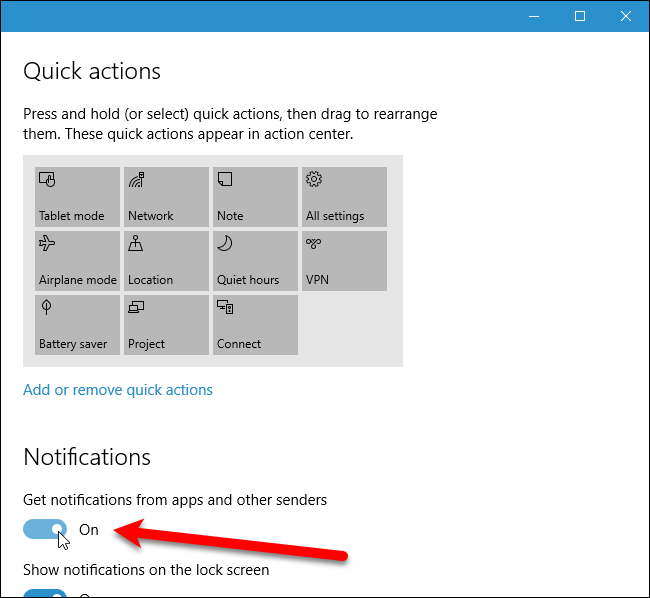 Quick actions
Press and hold (or select) quick actions, then drag to rearrange
them. These quick actions appear in action center.
Tablet mode
Network
Note
All settings
Airplane mode
Location
Quiet hours
VPN
Battery saver
Project
Connect
Add or remove quick actions
Notifications
Get notifications from apps and other senders
On
Show notifications on the lock screen